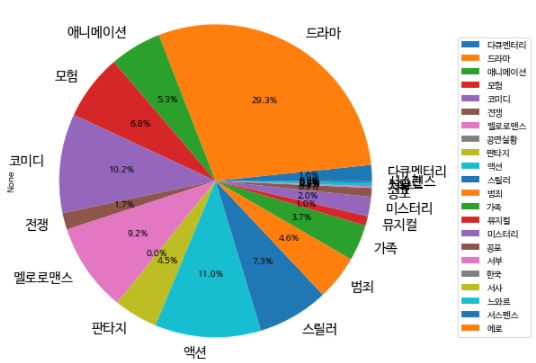 애니메이션
드라마
모험
코미디
None
전쟁
멜로로맨스
판타지
액션
스릴러
범죄
가족
뮤지컬
미스터리
공포
다큐멘터리
29.3%
5.3%
6.8%
10.2%
1.7%
9.2%
0.0%
4.5%
11.0%
7.3%
4.6%
3.7%
1.0%
2.0%
1.6%
다큐멘터리
드라마
애니메이션
모험
코미디
전쟁
멜로로맨스
공연실황
판타지
액션
스릴러
범죄
가족
뮤지컬
미스터리
공포
서부
한국
서사
느와르
서스펜스
에로